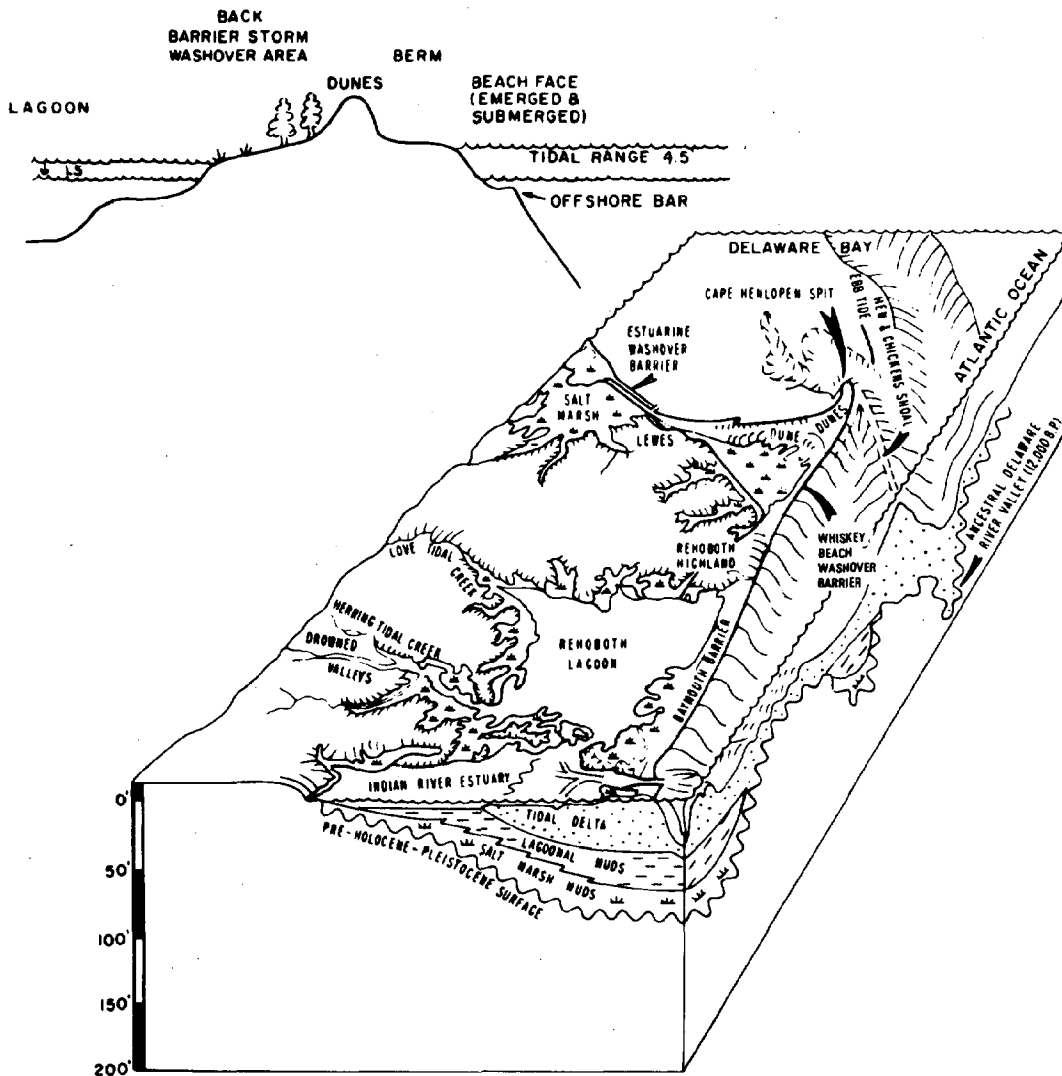 BACK
BARRIER STORM
WASHOVER AREA
BERM
DUNES
BEACH FACE
(EMERGED &
SUBMERGED)
LAGOON
TIDAL RANGE 4.5'
OFFSHORE BAR
DELAWARE BAY
CAPE HENLOPEN SPIT
EBB TIDE
HEN & CHICKENS SHOAL
ATLANTIC OCEAN
ESTUARINE
WASHOVER
BARRIER
SALT
MARSH
LEWES
DUNE
DUNES
ANCESTRAL DELAWARE
RIVER VALLEY (12,000 B.P.)
WHISKEY
BEACH
WASHOVER
BARRIER
REHOBOTH
HIGHLAND
LOVE TIDAL
CREEK
HERRING TIDAL CREEK
DROWNED
VALLEYS
REHOBOTH
LAGOON
BAYMOUTH BARRIER
INDIAN RIVER ESTUARY
TIDAL DELTA
LAGOONAL MUDS
SALT MARSH MUDS
PRE-HOLOCENE-PLEISTOCENE SURFACE
0'
50'
100'
150'
200'